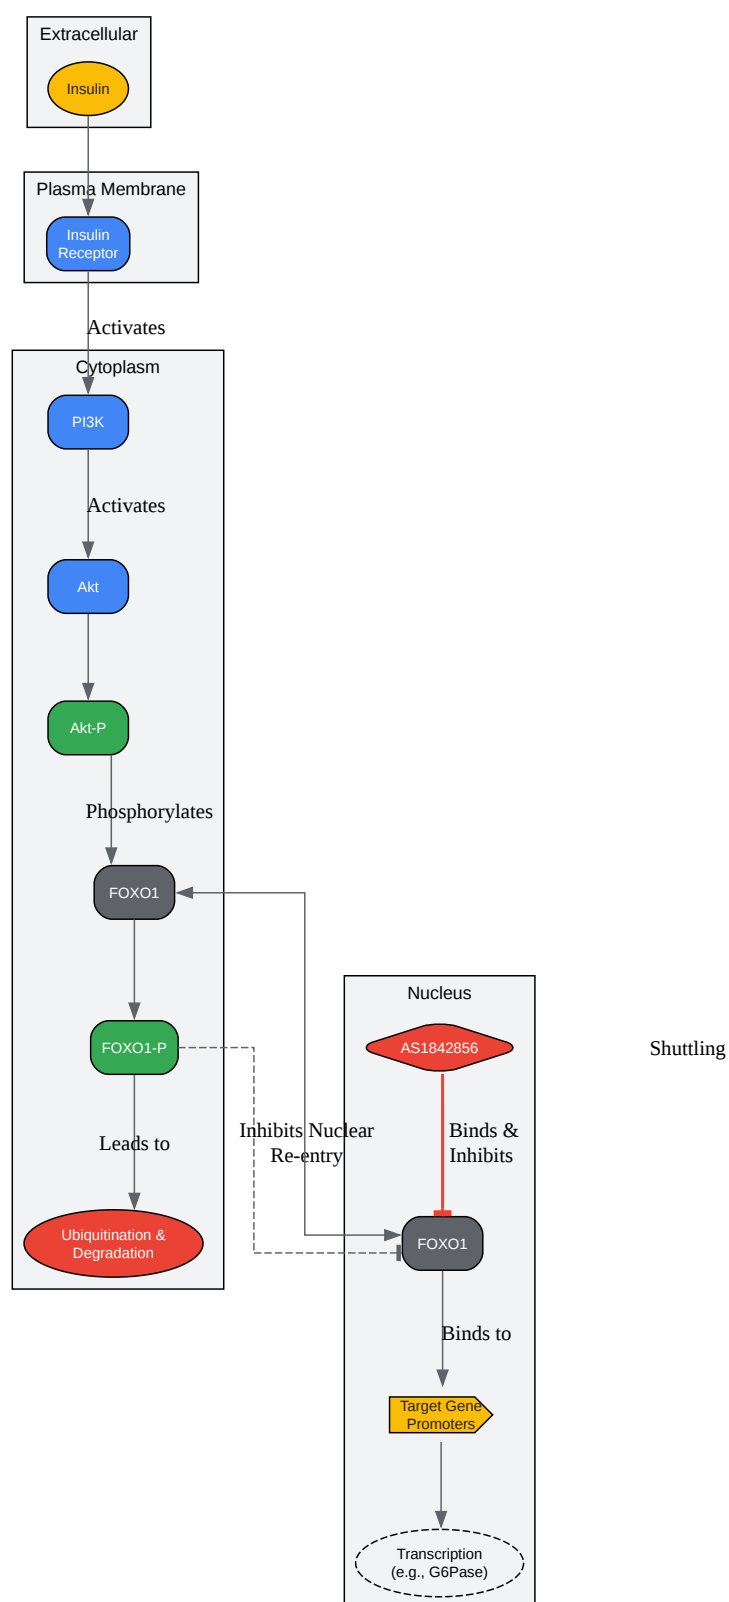 Extracellular
Insulin
Plasma Membrane
Insulin
Receptor
Activates
Cytoplasm
PI3K
Activates
Akt
Akt-P
Phosphorylates
FOXO1
Nucleus
FOXO1-P
AS1842856
Shuttling
Leads to
Inhibits Nuclear
Re-entry
Binds &
Inhibits
Ubiquitination &
Degradation
FOXO1
Binds to
Target Gene
Promoters
Transcription
(e.g., G6Pase)